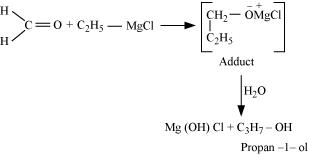 H
C=O + C₂H₅ — MgCl
H
CH₂ — O⁻MgCl⁺
C₂H₅
Adduct
H₂O
Mg (OH) Cl + C₃H₇ – OH
Propan –1– ol